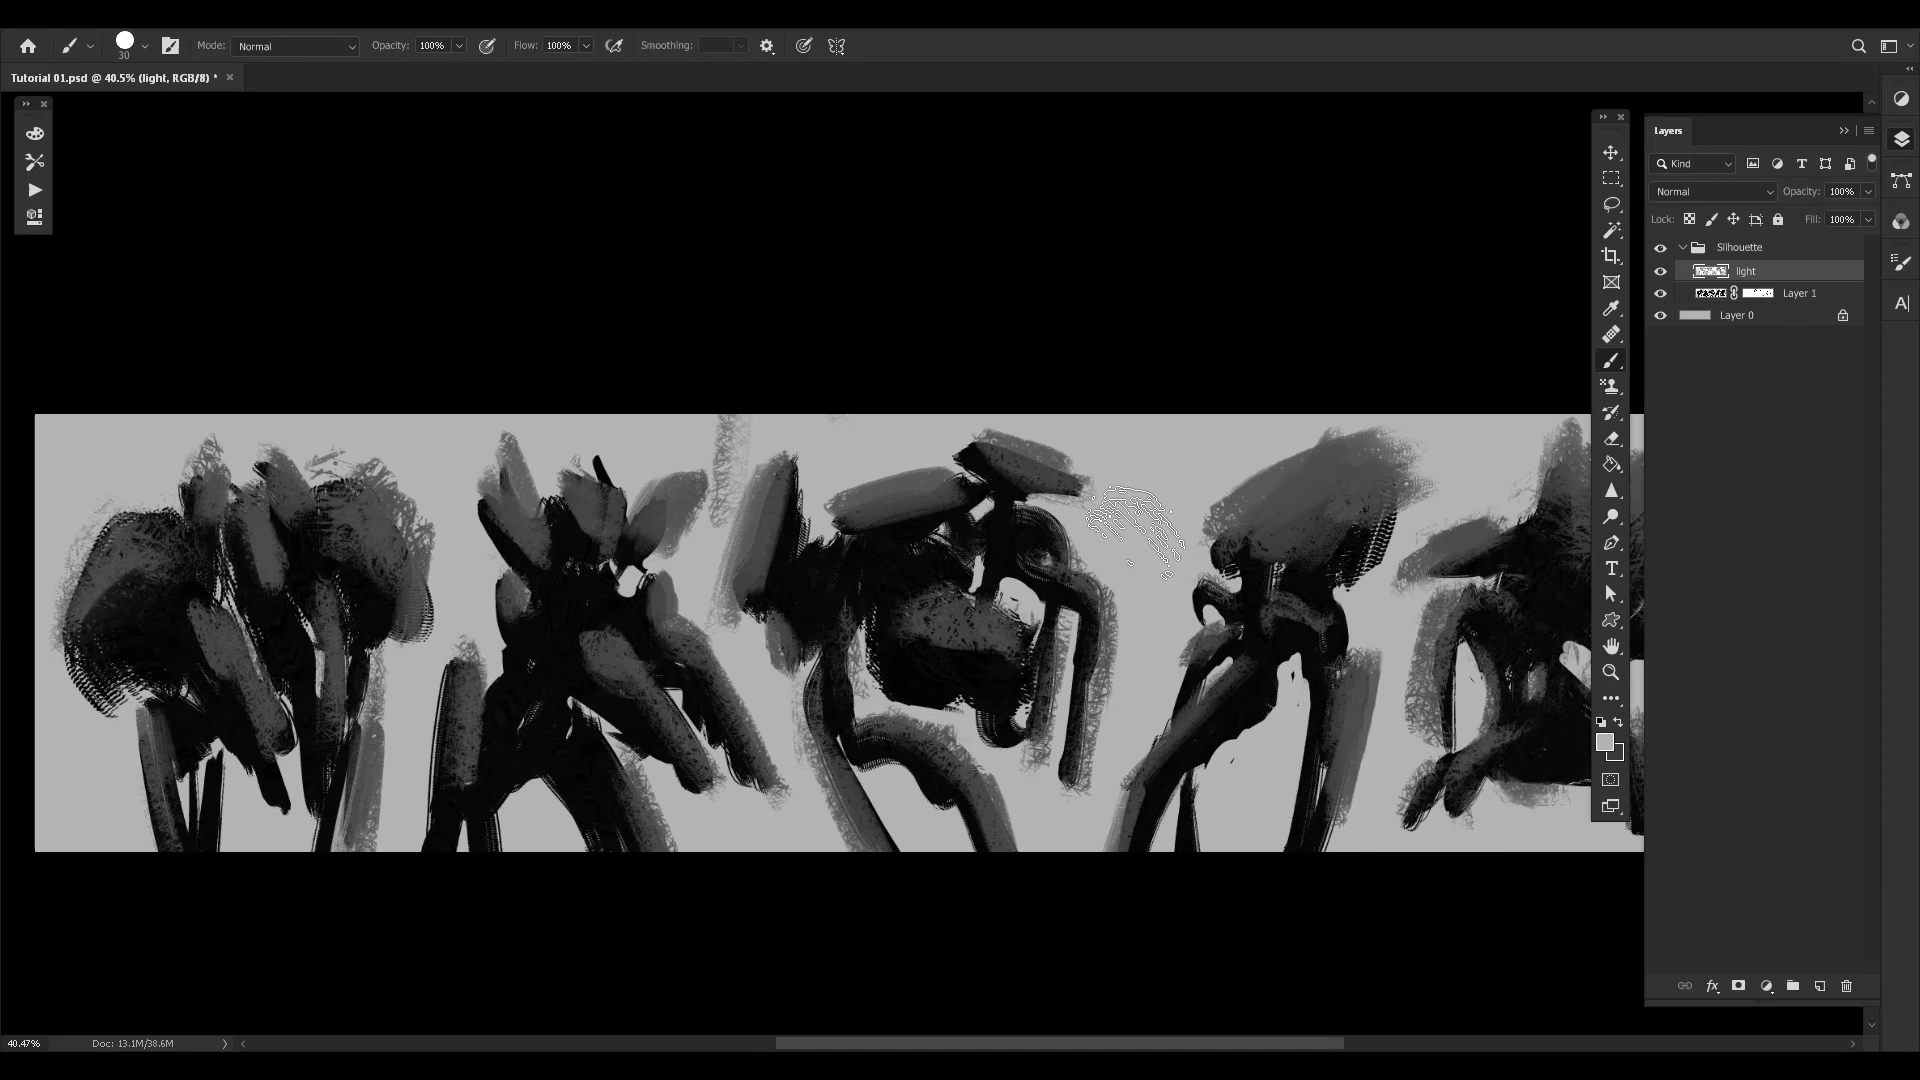 30
Mode: Normal
Opacity: 100%
Flow: 100%
Smoothing:
Tutorial 01.psd @ 40.5% (light, RGB/8) *
Layers
Kind
Normal
Opacity: 100%
Lock:
Fill: 100%
Silhouette
light
Layer 1
Layer 0
fx
40.47%
Doc: 13.1M/38.6M